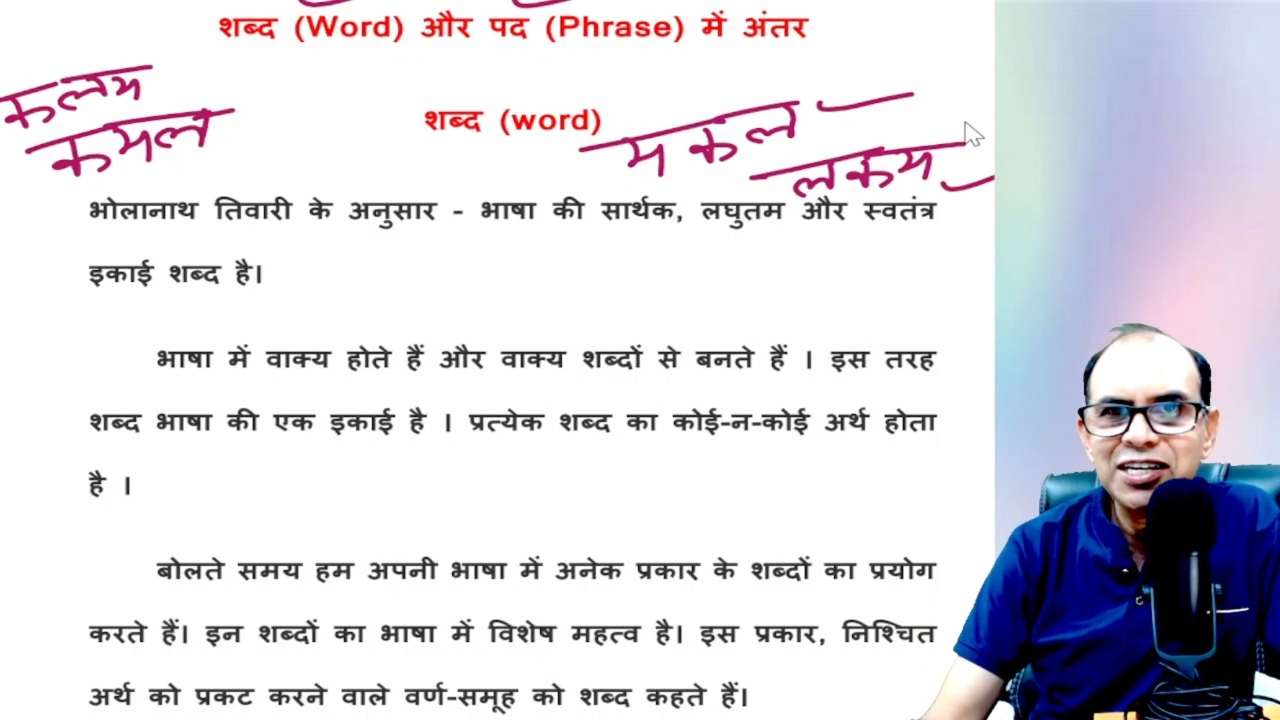 शब्द (Word) और पद (Phrase) में अंतर
कलम
कमल
शब्द (word)
मकल
लकम
भोलानाथ तिवारी के अनुसार - भाषा की सार्थक, लघुतम और स्वतंत्र
इकाई शब्द है।
भाषा में वाक्य होते हैं और वाक्य शब्दों से बनते हैं । इस तरह
शब्द भाषा की एक इकाई है । प्रत्येक शब्द का कोई-न-कोई अर्थ होता
है ।
बोलते समय हम अपनी भाषा में अनेक प्रकार के शब्दों का प्रयोग
करते हैं। इन शब्दों का भाषा में विशेष महत्व है। इस प्रकार, निश्चित
अर्थ को प्रकट करने वाले वर्ण-समूह को शब्द कहते हैं।